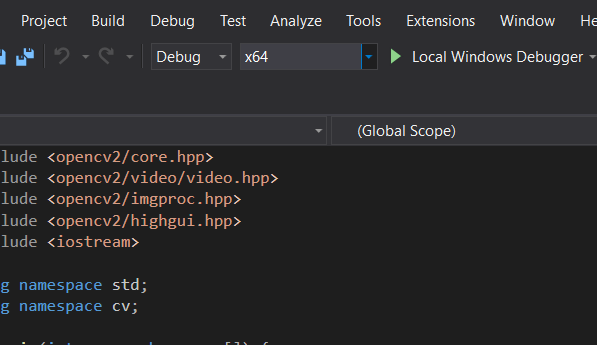 Project Build Debug Test Analyze Tools Extensions Window He
Debug x64 Local Windows Debugger
(Global Scope)
lude <opencv2/core.hpp>
lude <opencv2/video/video.hpp>
lude <opencv2/imgproc.hpp>
lude <opencv2/highgui.hpp>
lude <iostream>
g namespace std;
g namespace cv;